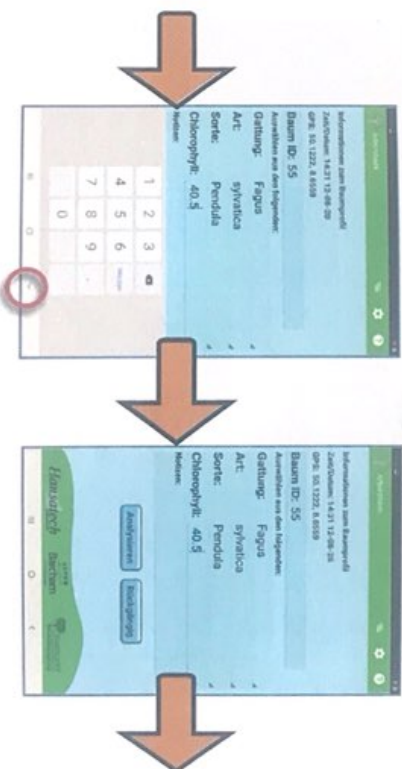 Informationen zum Baumprofil
Zeit/Datum: 14:21 12-08-20
GPS: 50.1222, 8.6559
Baum ID: 55
Auswählen aus den folgenden:
Gattung: Fagus
Art: sylvatica
Sorte: Pendula
Chlorophyll: 40.5
Notizen:
1 2 3
4 5 6
7 8 9
0
Informationen zum Baumprofil
Zeit/Datum: 14:21 12-08-20
GPS: 50.1222, 8.6559
Baum ID: 55
Auswählen aus den folgenden:
Gattung: Fagus
Art: sylvatica
Sorte: Pendula
Chlorophyll: 40.5
Notizen:
Analysieren Rückgängig
Hansatech